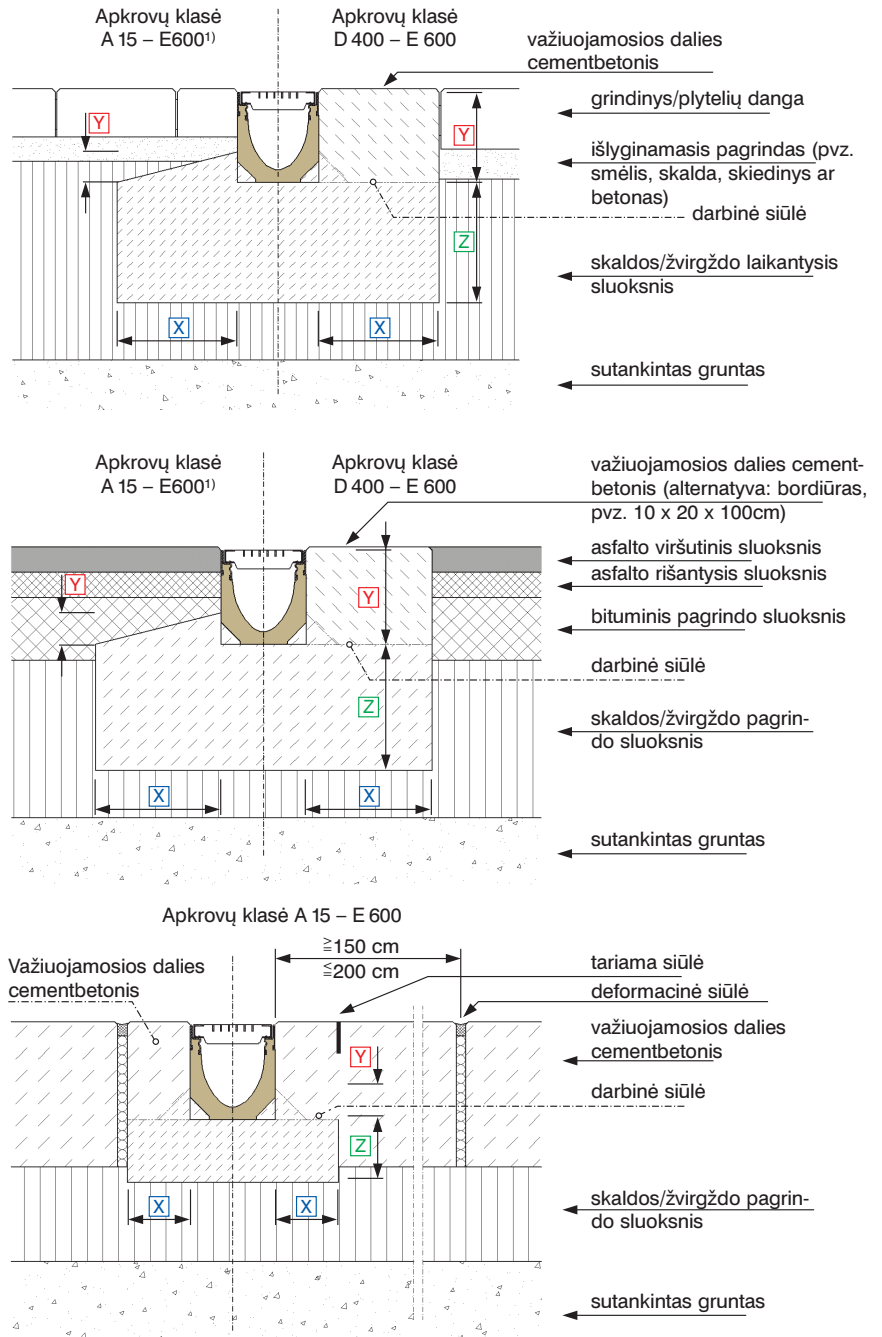 Apkrovų klasė
A 15 – E600¹⁾
Apkrovų klasė
D 400 – E 600
važiuojamosios dalies
cementbetonis
grindinys/plytelių danga
išlyginamasis pagrindas (pvz.
smėlis, skalda, skiedinys ar
betonas)
darbinė siūlė
skaldos/žvirgždo laikantysis
sluoksnis
sutankintas gruntas
Y
Y
Z
X
X
Apkrovų klasė
A 15 – E600¹⁾
Apkrovų klasė
D 400 – E 600
važiuojamosios dalies cement-
betonis (alternatyva: bordiūras,
pvz. 10 x 20 x 100cm)
asfalto viršutinis sluoksnis
asfalto rišantysis sluoksnis
bituminis pagrindo sluoksnis
darbinė siūlė
skaldos/žvirgždo pagrin-
do sluoksnis
sutankintas gruntas
Y
Y
Z
X
X
Apkrovų klasė A 15 – E 600
≧150 cm
≦200 cm
Važiuojamosios dalies
cementbetonis
tariama siūlė
deformacinė siūlė
važiuojamosios dalies
cementbetonis
darbinė siūlė
skaldos/žvirgždo pagrin-
do sluoksnis
sutankintas gruntas
Y
Z
X
X